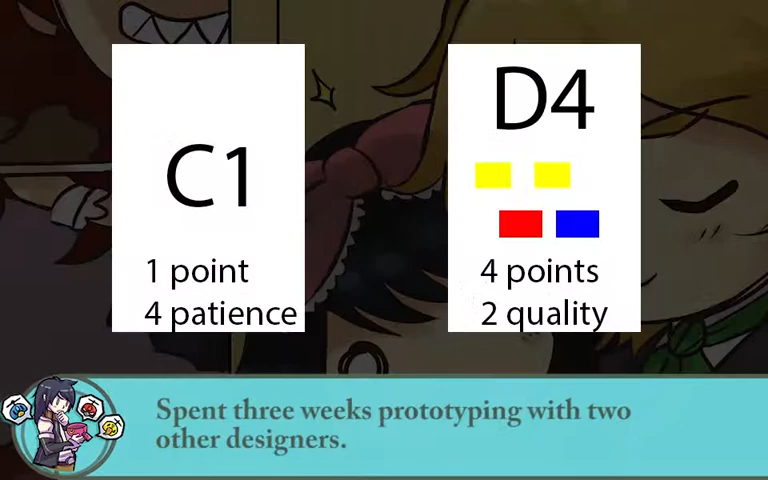 C1
1 point
4 patience
D4
4 points
2 quality
Spent three weeks prototyping with two
other designers.